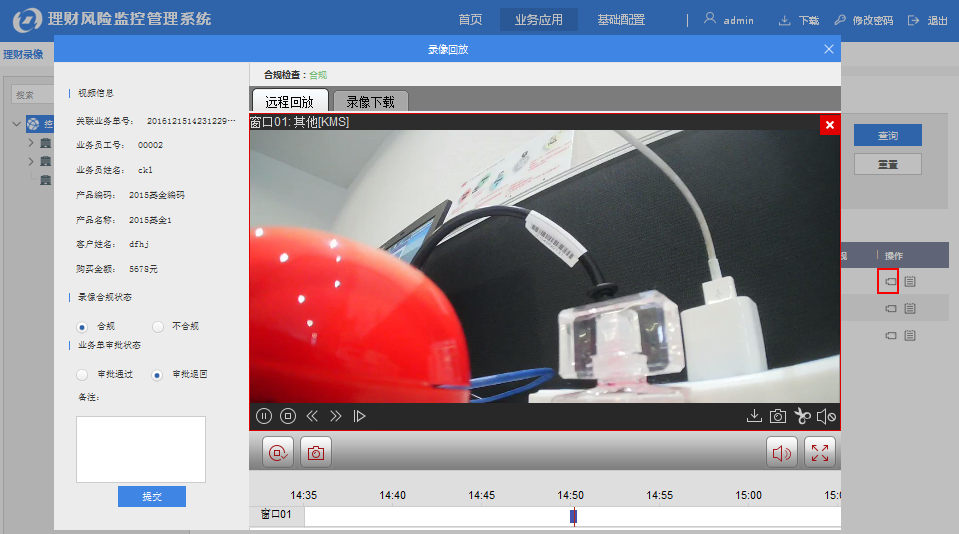 理财风险监控管理系统
首页 业务应用 基础配置 admin 下载 修改密码 退出
理财录像
录像回放
搜索
视频信息
关联业务单号： 2016121514231229···
业务员工号： 00002
业务员姓名： ckl
产品编码： 2015基金编码
产品名称： 2015基金1
客户姓名： dfhj
购买金额： 5678元
录像合规状态
合规 不合规
业务单审批状态
审批通过 审批退回
备注：
提交
合规检查：合规
远程回放 录像下载
窗口01: 其他[KMS]
14:35 14:40 14:45 14:50 14:55 15:00 15:0
窗口01
查询
重置
规 操作